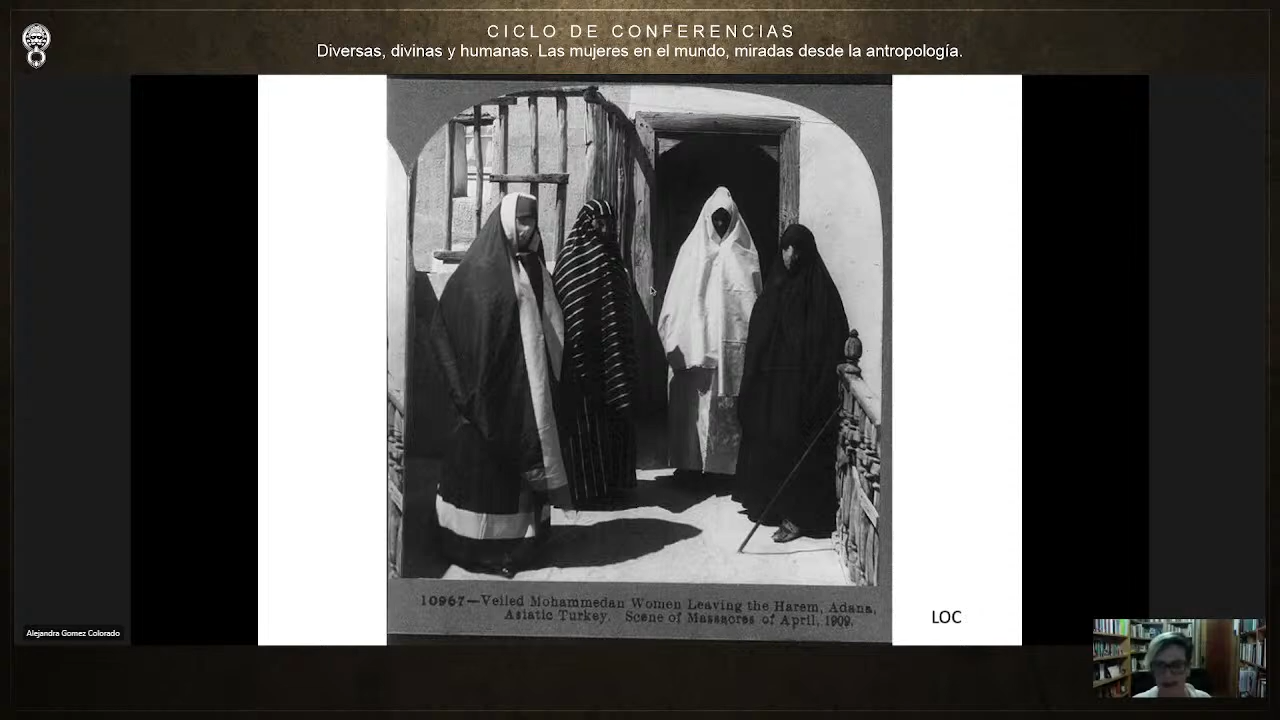 CICLO DE CONFERENCIAS
Diversas, divinas y humanas. Las mujeres en el mundo, miradas desde la antropología.
10967—Veiled Mohammedan Women Leaving the Harem, Adana,
Asiatic Turkey. Scene of Massacres of April, 1909.
LOC
Alejandra Gomez Colorado